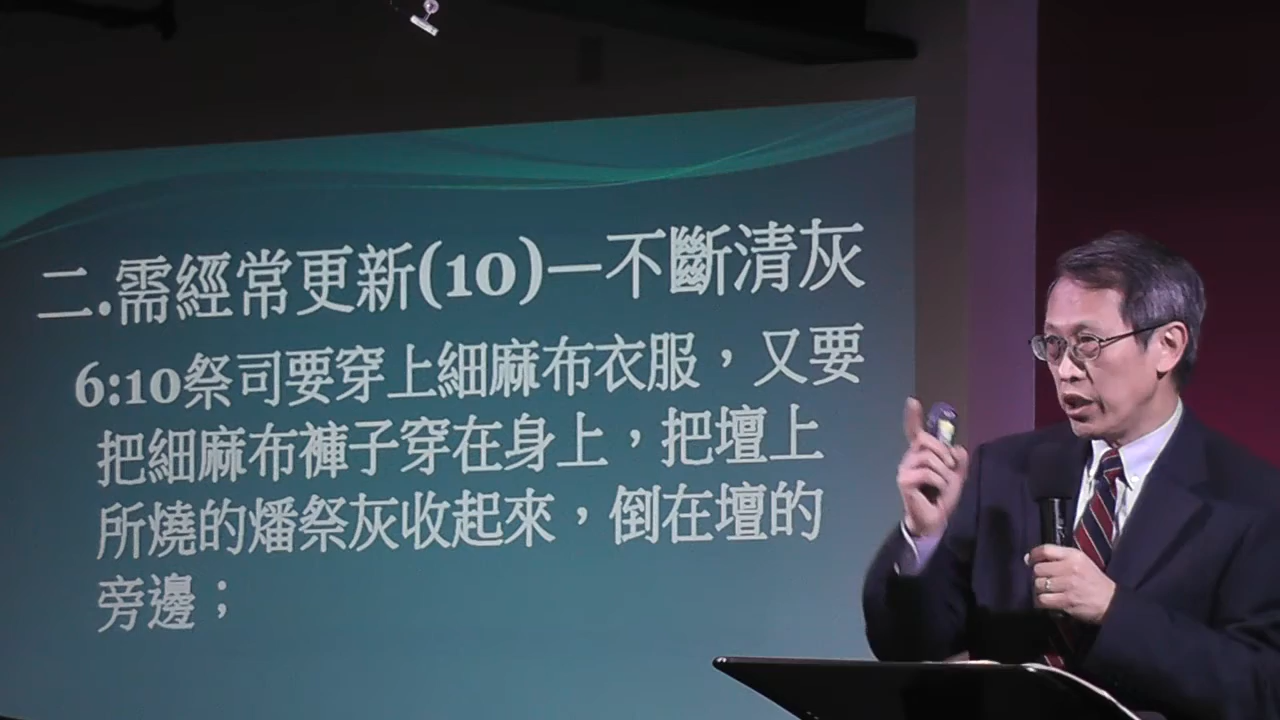 二.需經常更新(10)—不斷清灰
6:10祭司要穿上細麻布衣服，又要
把細麻布褲子穿在身上，把壇上
所燒的燔祭灰收起來，倒在壇的
旁邊；